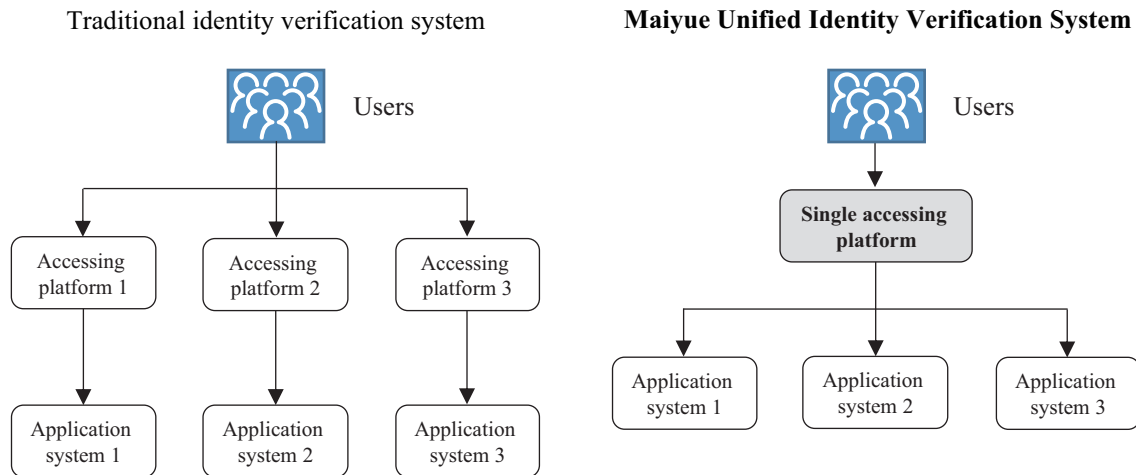 Traditional identity verification system
Users
Accessing
platform 1
Accessing
platform 2
Accessing
platform 3
Application
system 1
Application
system 2
Application
system 3
Maiyue Unified Identity Verification System
Users
Single accessing
platform
Application
system 1
Application
system 2
Application
system 3